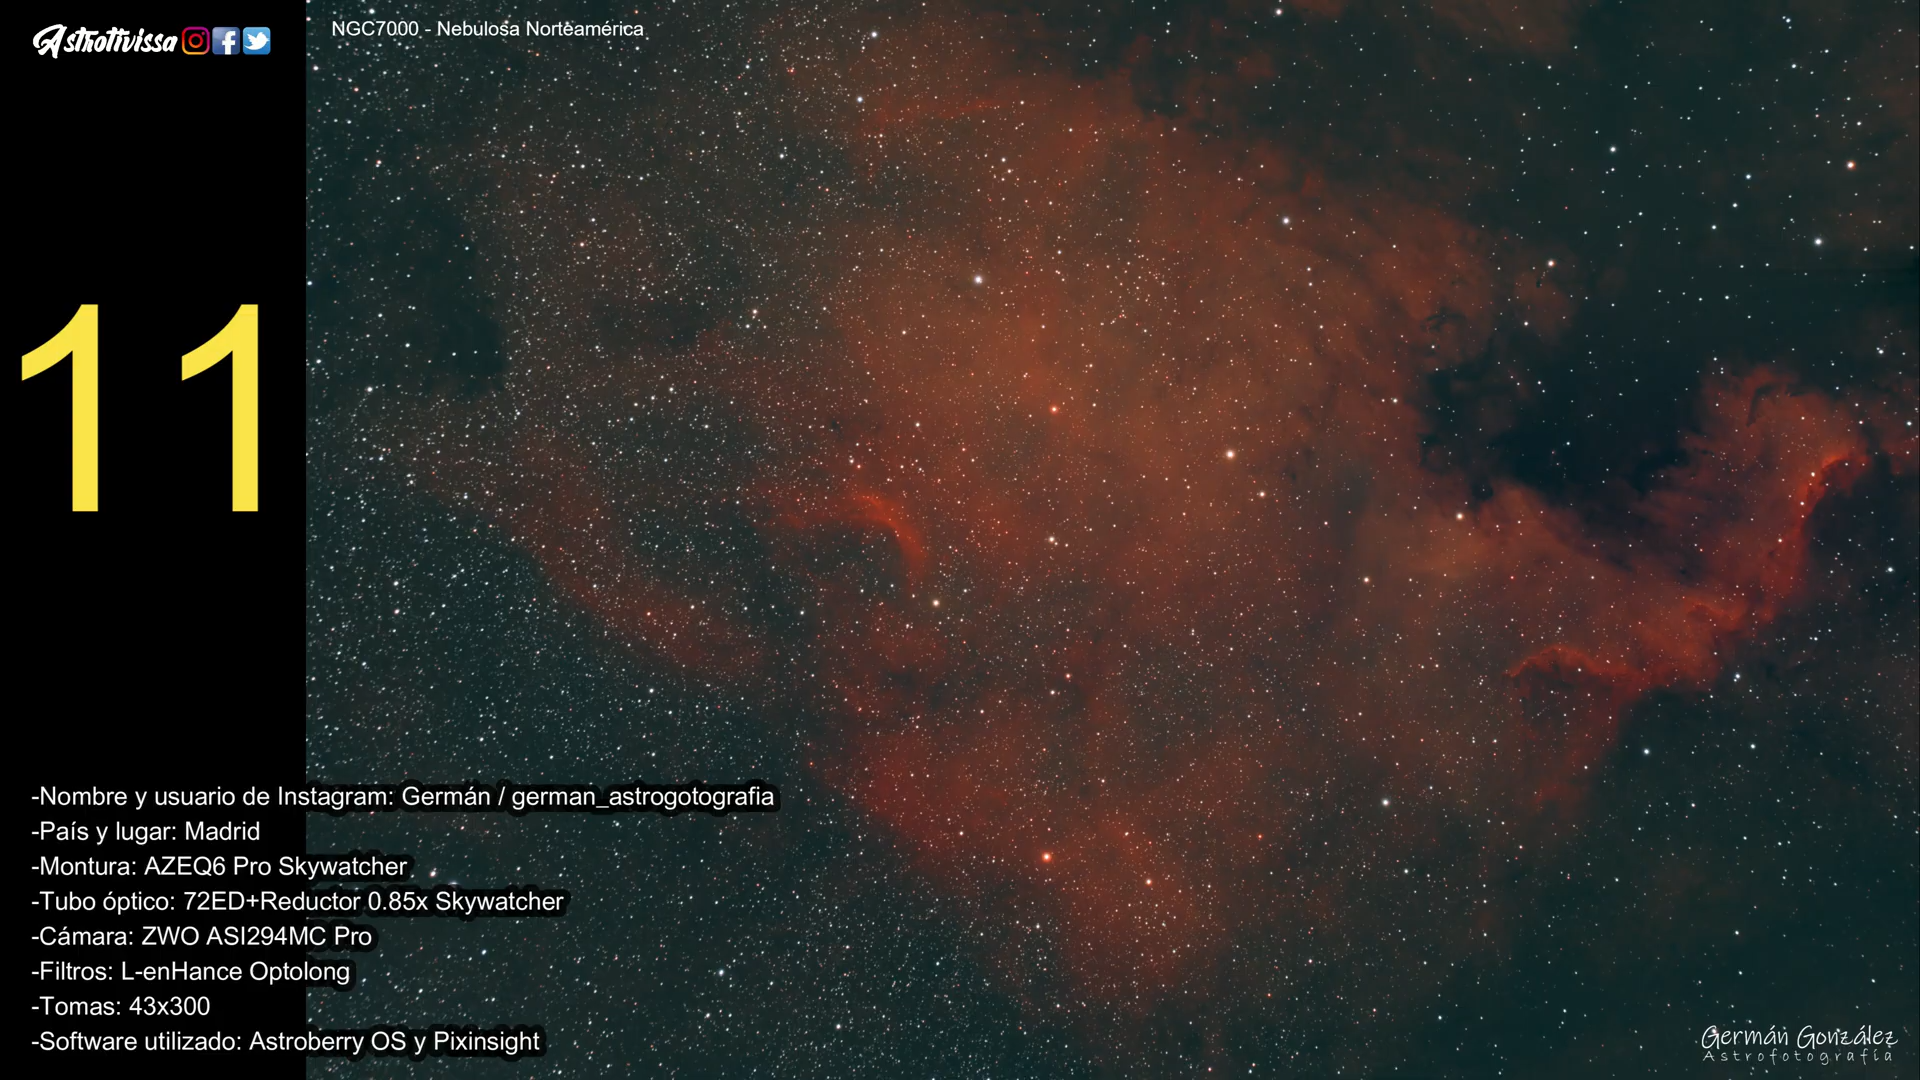 Astroitivissa
NGC7000 - Nebulosa Norteamérica
11
-Nombre y usuario de Instagram: Germán / german_astrogotografia
-País y lugar: Madrid
-Montura: AZEQ6 Pro Skywatcher
-Tubo óptico: 72ED+Reductor 0.85x Skywatcher
-Cámara: ZWO ASI294MC Pro
-Filtros: L-enHance Optolong
-Tomas: 43x300
-Software utilizado: Astroberry OS y Pixinsight
Germán González
Astrofotografía